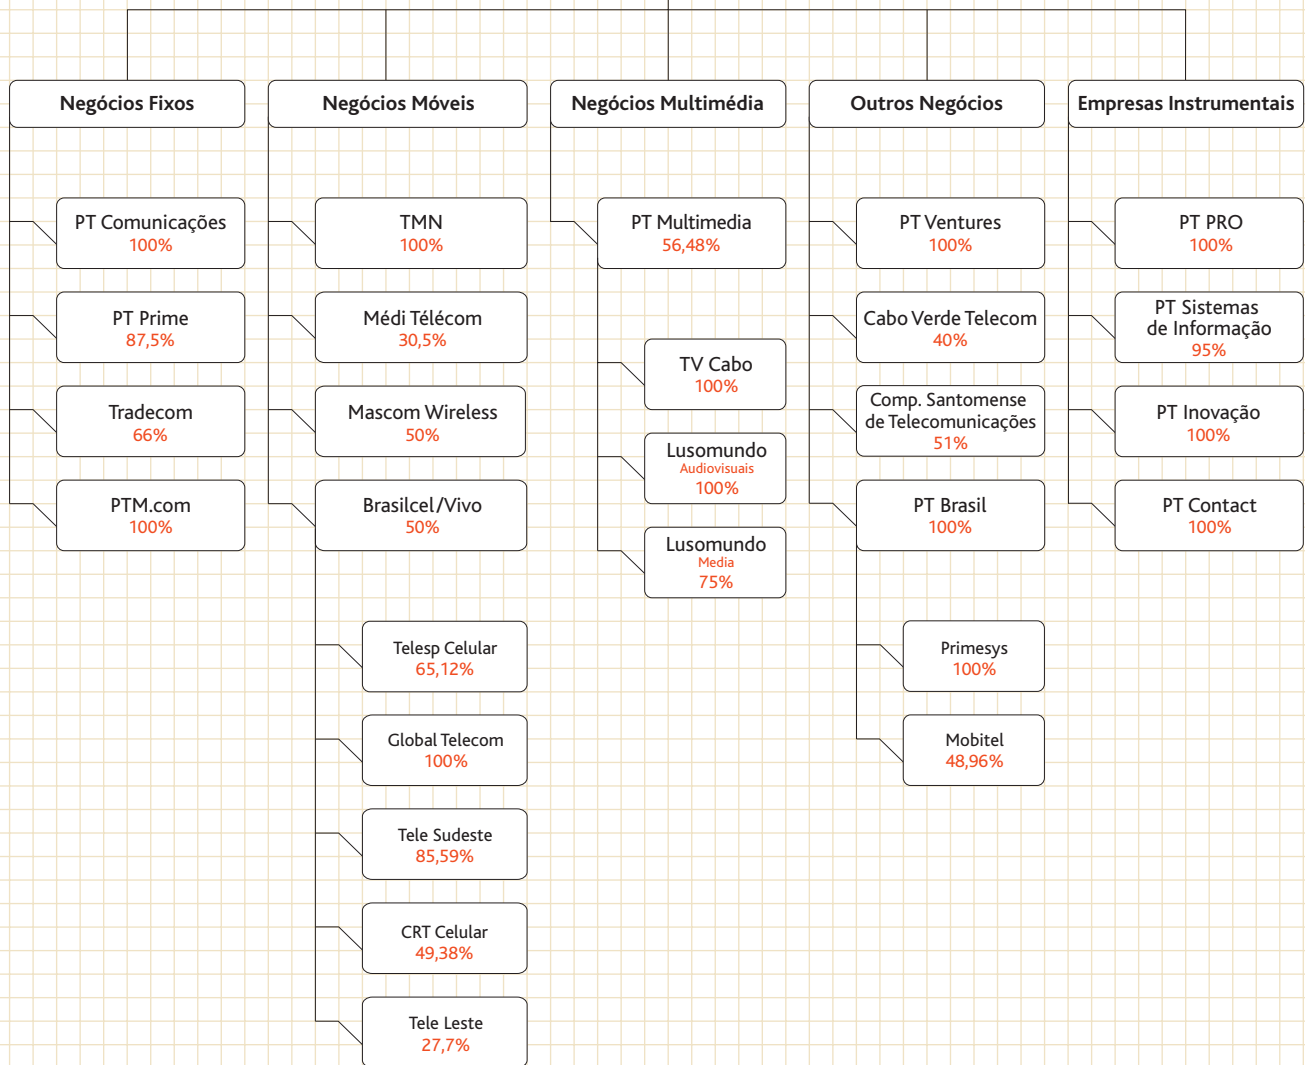 Negócios Fixos
PT Comunicações
100%
PT Prime
87,5%
Tradecom
66%
PTM.com
100%
Negócios Móveis
TMN
100%
Médi Télécom
30,5%
Mascom Wireless
50%
Brasilcel/Vivo
50%
Telesp Celular
65,12%
Global Telecom
100%
Tele Sudeste
85,59%
CRT Celular
49,38%
Tele Leste
27,7%
Negócios Multimédia
PT Multimedia
56,48%
TV Cabo
100%
Lusomundo
Audiovisuais
100%
Lusomundo
Media
75%
Outros Negócios
PT Ventures
100%
Cabo Verde Telecom
40%
Comp. Santomense
de Telecomunicações
51%
PT Brasil
100%
Primesys
100%
Mobitel
48,96%
Empresas Instrumentais
PT PRO
100%
PT Sistemas
de Informação
95%
PT Inovação
100%
PT Contact
100%